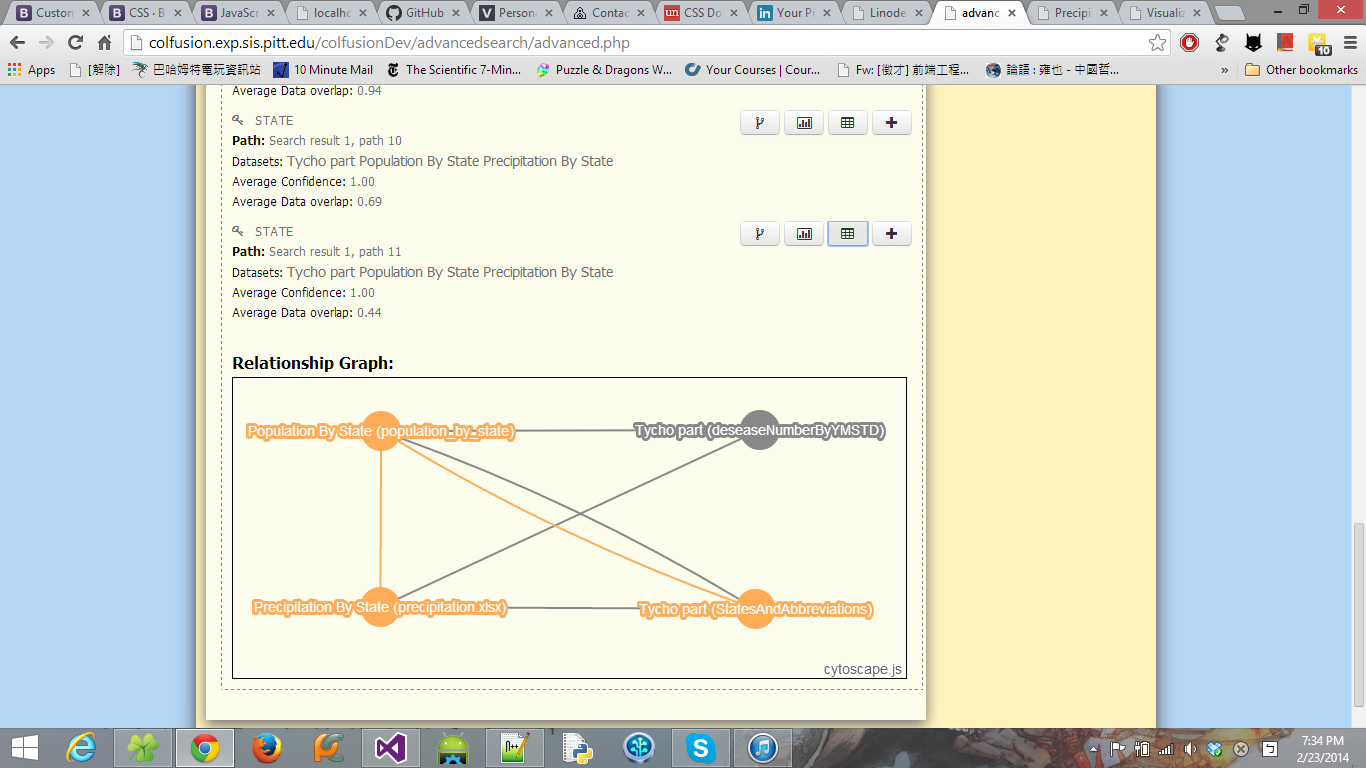 Custon
CSS · B
JavaScr
localho
GitHub
Person
Contac
CSS Do
Your Pr
Linode
advanc
Precipi
Visualiz
colfusion.exp.sis.pitt.edu/colfusionDev/advancedsearch/advanced.php
10
Apps
[解除]
巴哈姆特電玩資訊站
10 Minute Mail
The Scientific 7-Min...
Puzzle & Dragons W...
Your Courses | Cour...
Fw: [徵才] 前端工程...
論語 : 雍也 - 中國哲...
»
Other bookmarks
Average Data overlap: 0.94
STATE
Path: Search result 1, path 10
Datasets: Tycho part Population By State Precipitation By State
Average Confidence: 1.00
Average Data overlap: 0.69
STATE
Path: Search result 1, path 11
Datasets: Tycho part Population By State Precipitation By State
Average Confidence: 1.00
Average Data overlap: 0.44
Relationship Graph:
Population By State (population_by_state)
Tycho part (deseaseNumberByYMSTD)
Precipitation By State (precipitation.xlsx)
Tycho part (StatesAndAbbreviations)
cytoscape.js
7:34 PM
2/23/2014